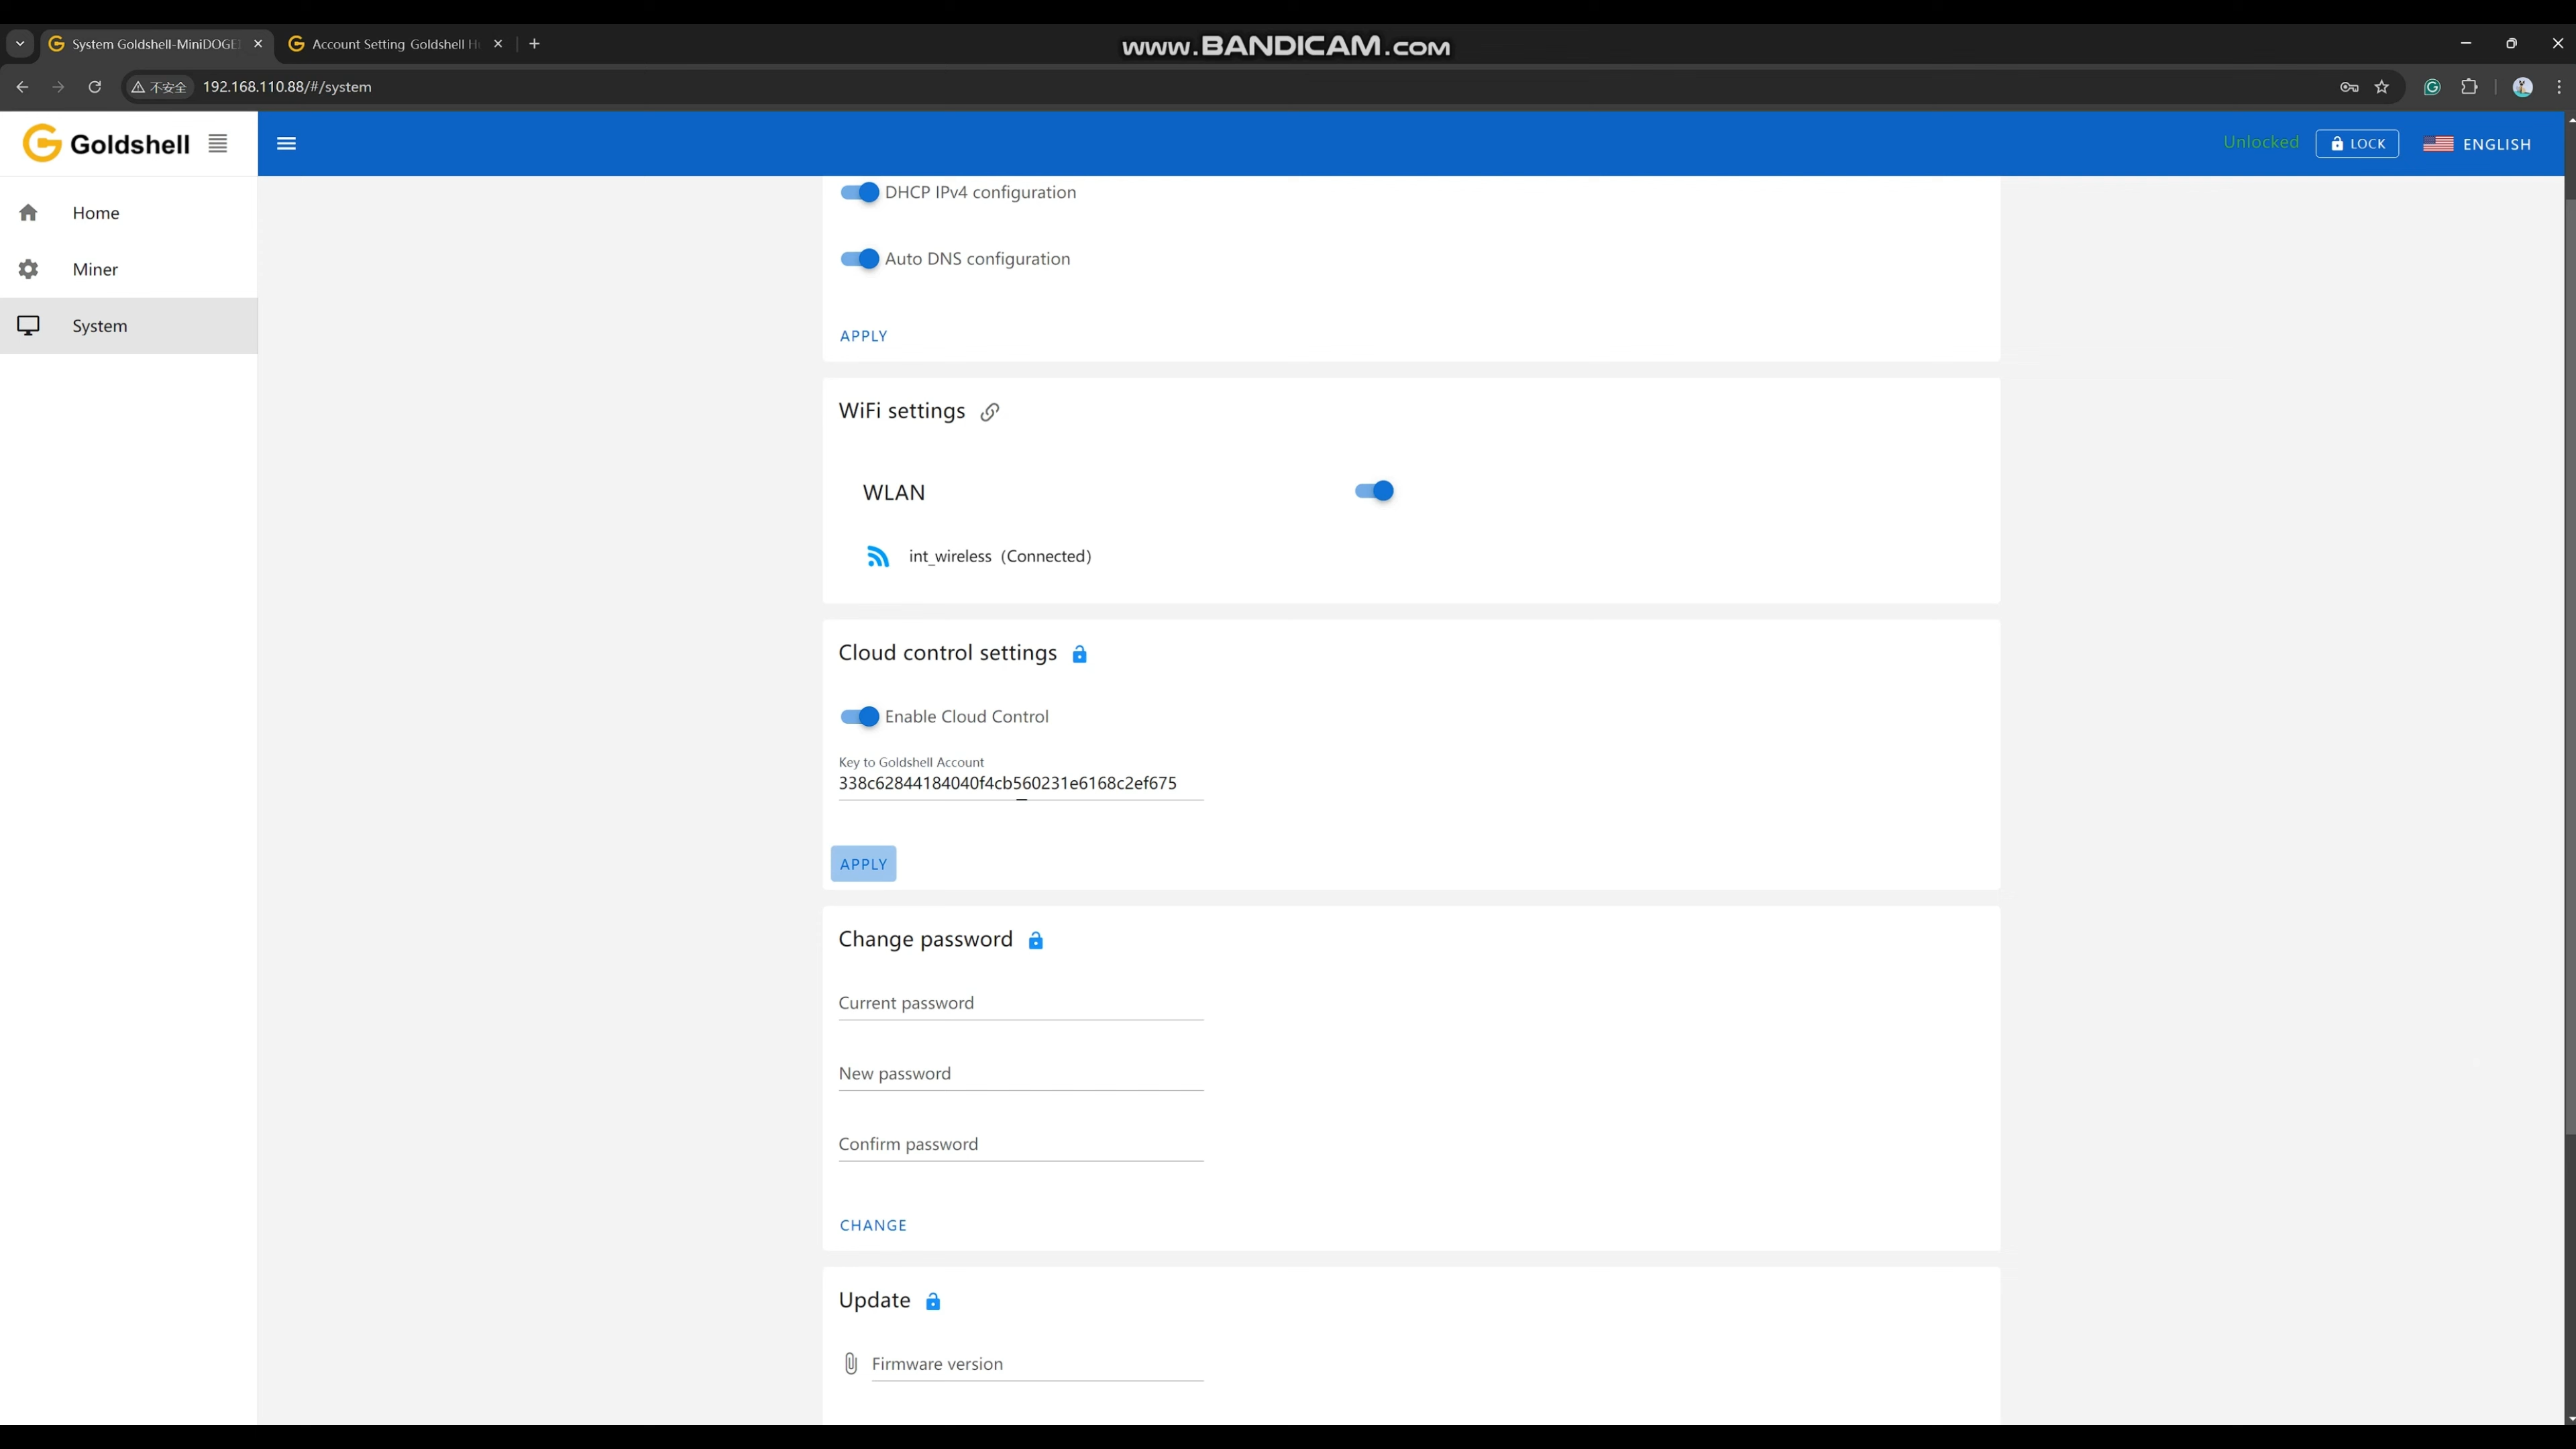 www.BANDICAM.com
System Goldshell-MiniDOGE
Account Setting Goldshell H
不安全
192.168.110.88/#/system
Goldshell
Unlocked
LOCK
ENGLISH
Home
Miner
System
DHCP IPv4 configuration
Auto DNS configuration
APPLY
WiFi settings
WLAN
int_wireless (Connected)
Cloud control settings
Enable Cloud Control
Key to Goldshell Account
338c62844184040f4cb560231e6168c2ef675
APPLY
Change password
Current password
New password
Confirm password
CHANGE
Update
Firmware version